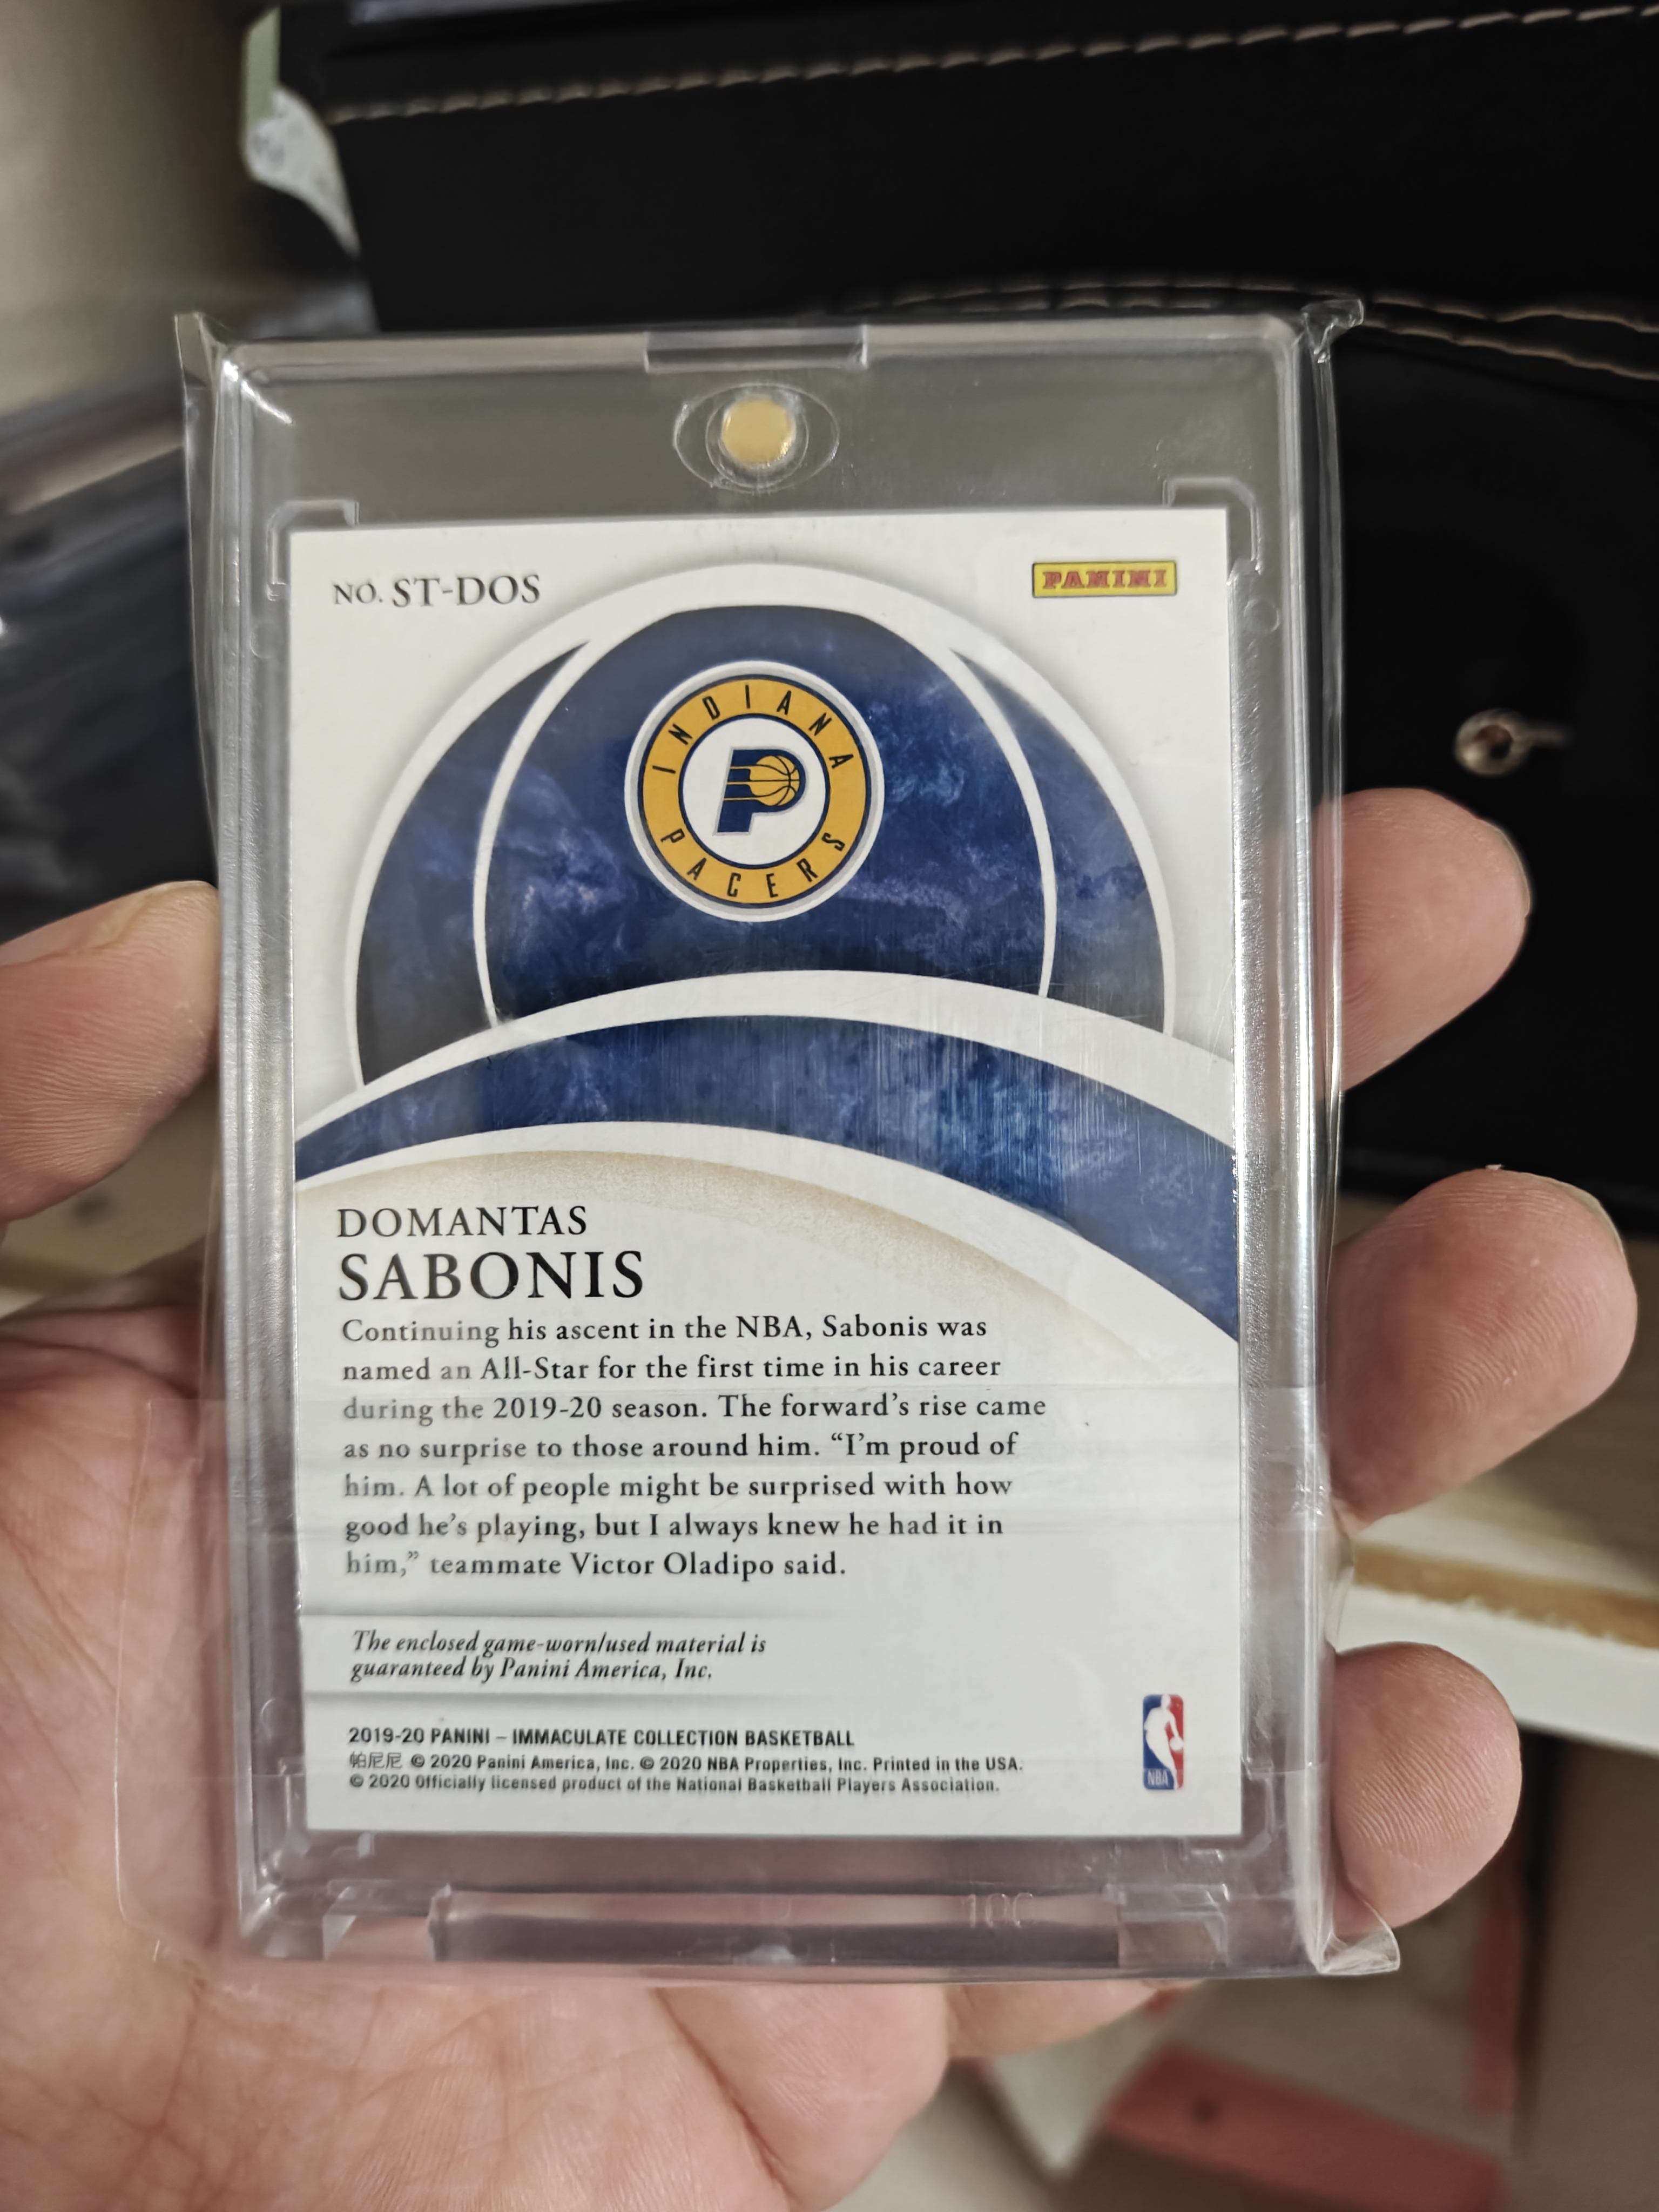 NO. ST-DOS
PANINI
INDIANA
P
PACERS
DOMANTAS
SABONIS
Continuing his ascent in the NBA, Sabonis was
named an All-Star for the first time in his career
during the 2019-20 season. The forward's rise came
as no surprise to those around him. “I'm proud of
him. A lot of people might be surprised with how
good he's playing, but I always knew he had it in
him,” teammate Victor Oladipo said.
The enclosed game-worn/used material is
guaranteed by Panini America, Inc.
2019-20 PANINI – IMMACULATE COLLECTION BASKETBALL
帕尼尼 © 2020 Panini America, Inc. © 2020 NBA Properties, Inc. Printed in the USA.
© 2020 Officially licensed product of the National Basketball Players Association.
NBA